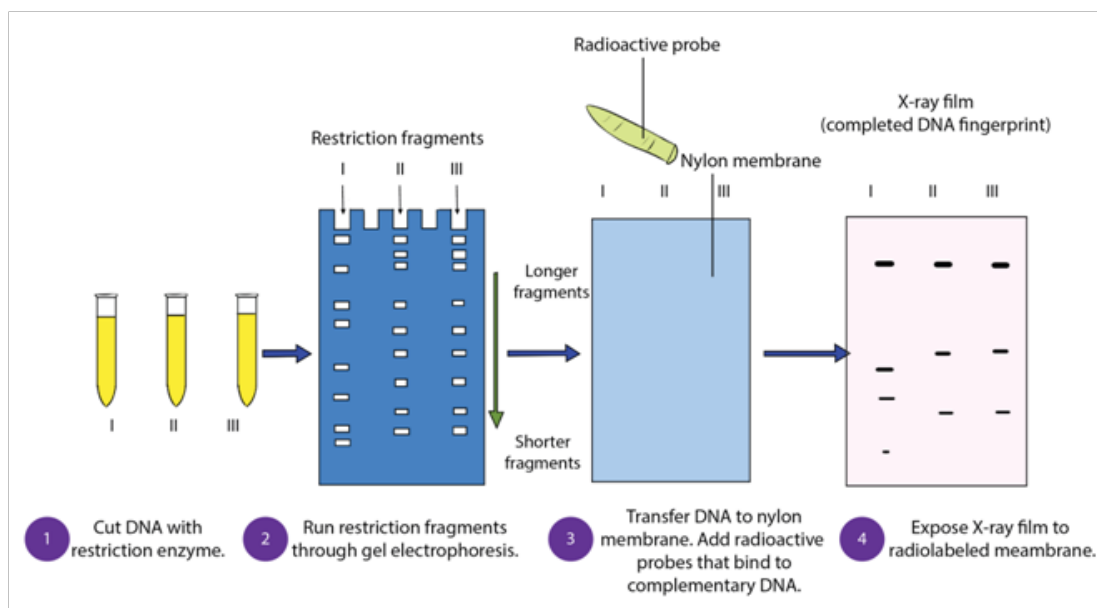 Radioactive probe
X-ray film
(completed DNA fingerprint)
Restriction fragments
Nylon membrane
I II III
I II III
I II III
Longer
fragments
Shorter
fragments
I II III
1 Cut DNA with
restriction enzyme.
2 Run restriction fragments
through gel electrophoresis.
3 Transfer DNA to nylon
membrane. Add radioactive
probes that bind to
complementary DNA.
4 Expose X-ray film to
radiolabeled meambrane.